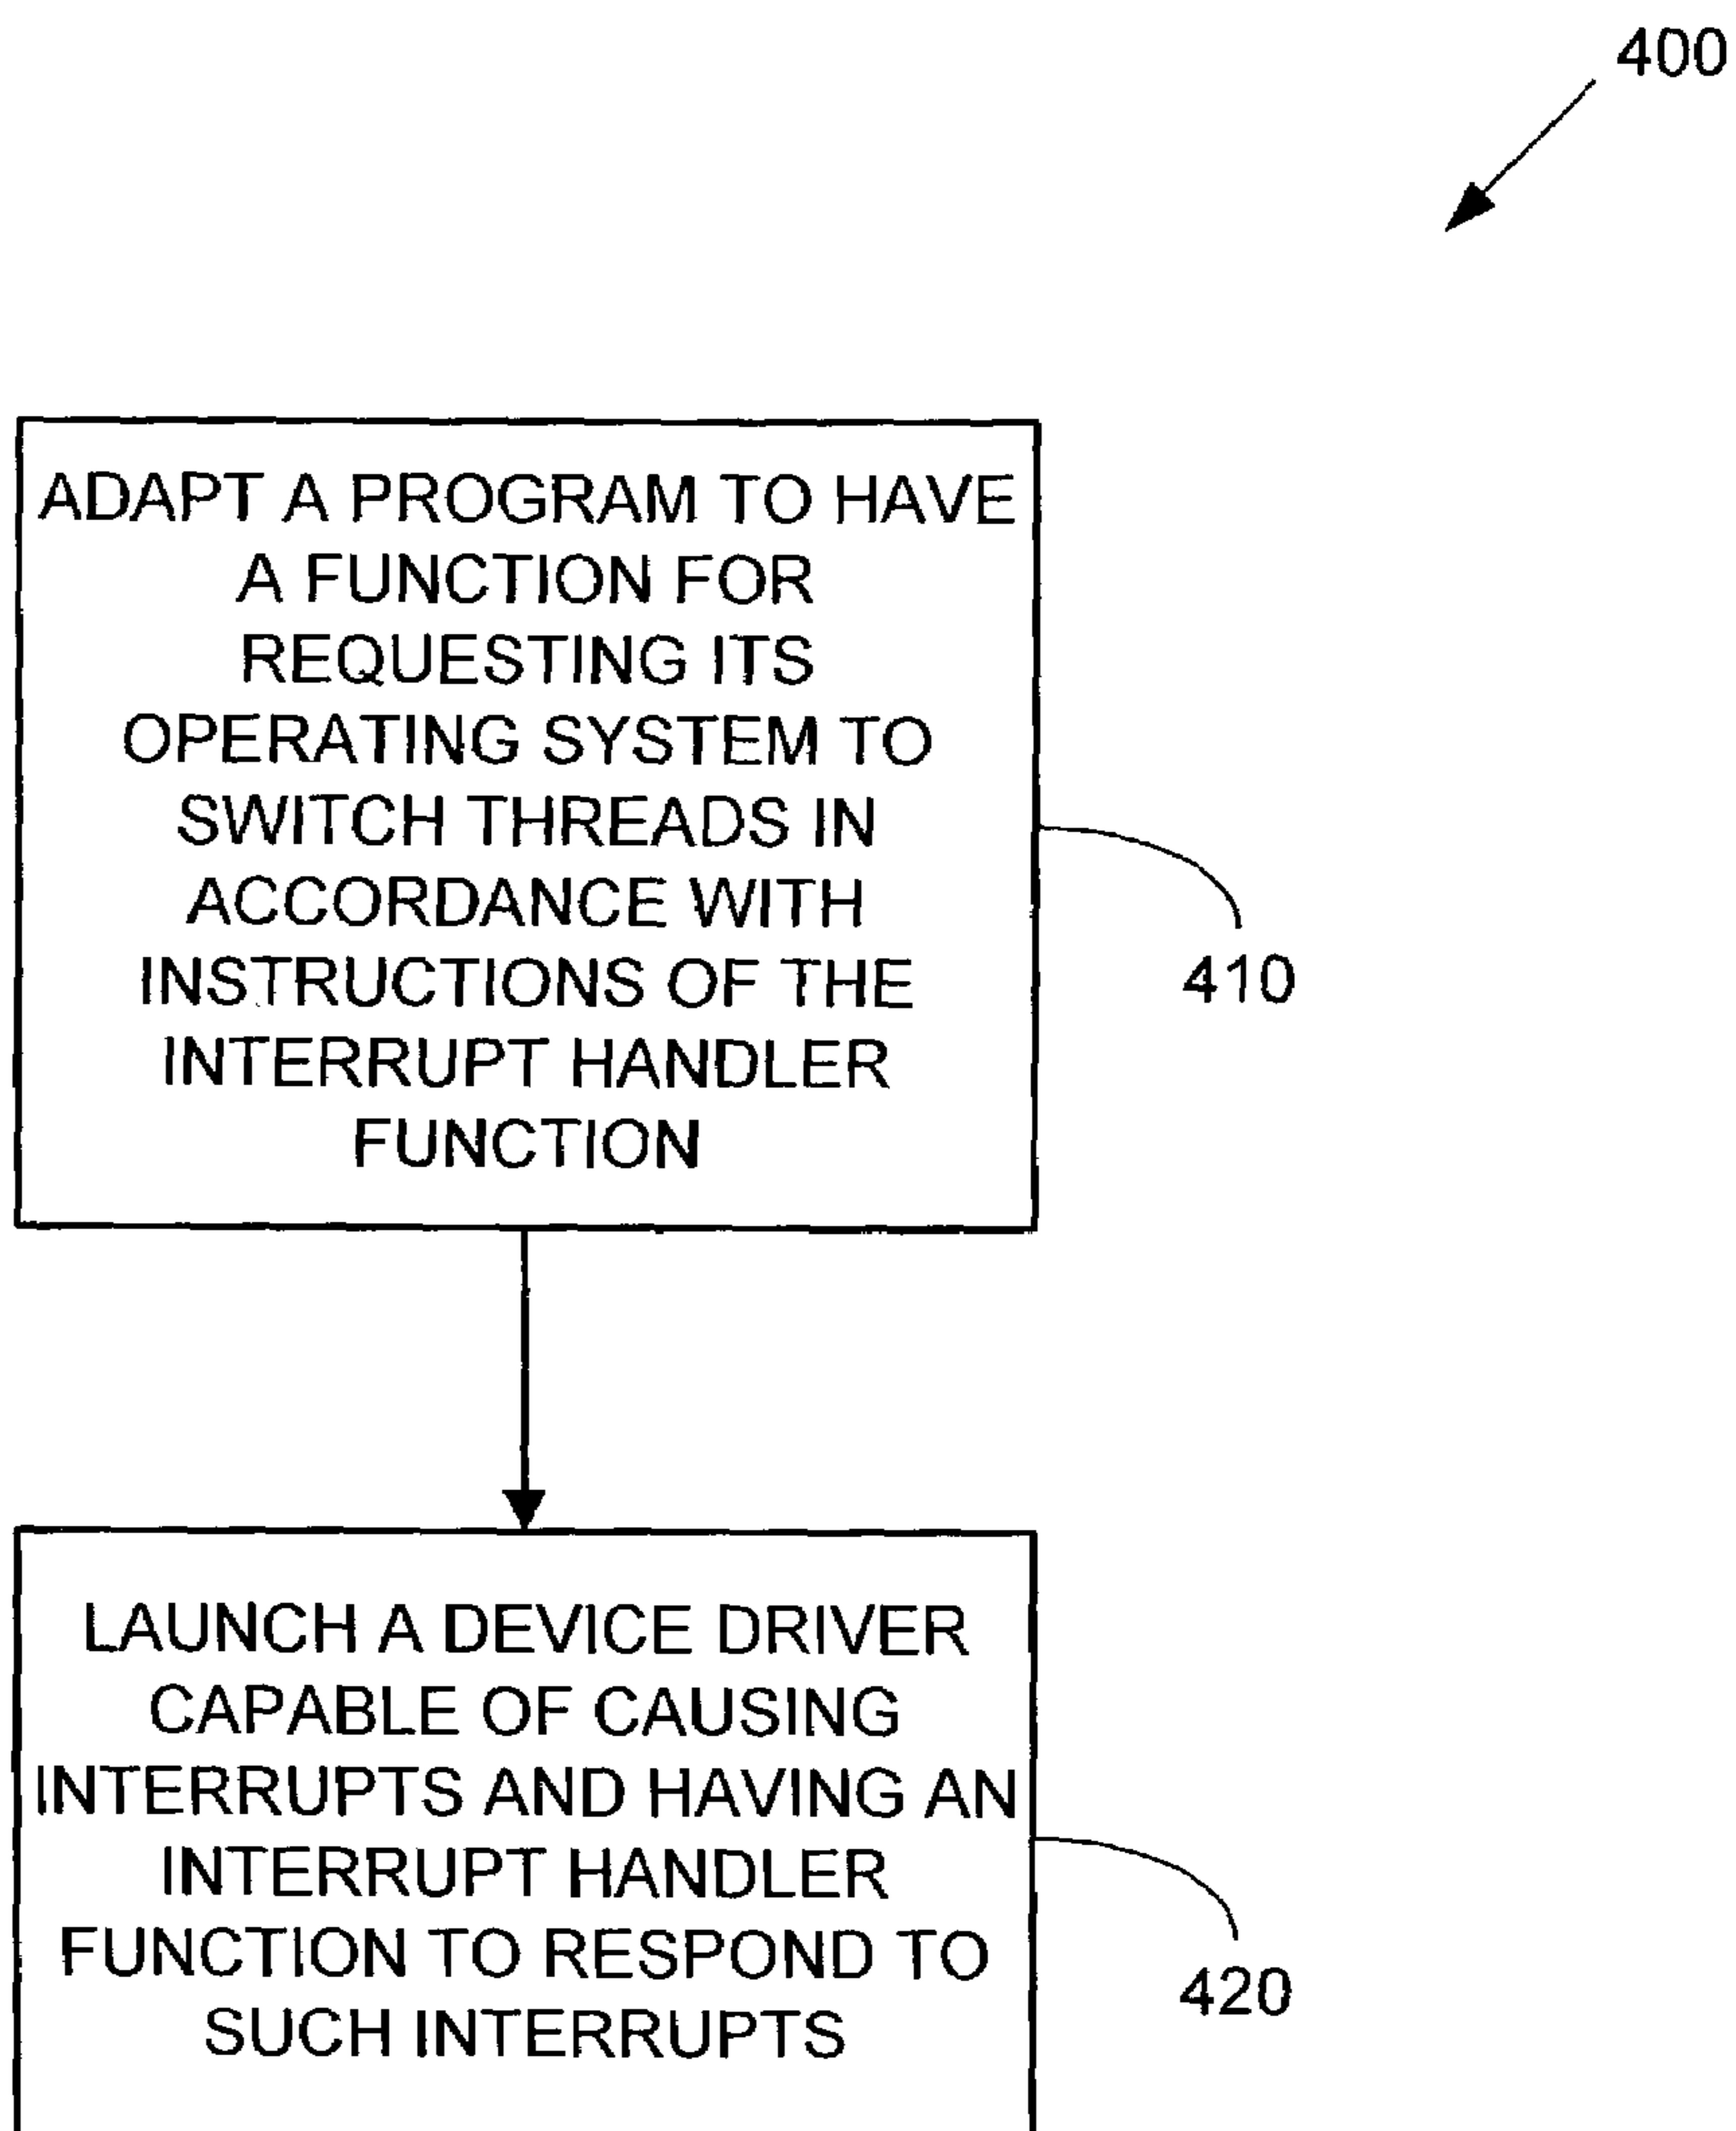 400
ADAPT A PROGRAM TO HAVE
A FUNCTION FOR
REQUESTING ITS
OPERATING SYSTEM TO
SWITCH THREADS IN
ACCORDANCE WITH
INSTRUCTIONS OF THE
INTERRUPT HANDLER
FUNCTION
410
LAUNCH A DEVICE DRIVER
CAPABLE OF CAUSING
INTERRUPTS AND HAVING AN
INTERRUPT HANDLER
FUNCTION TO RESPOND TO
SUCH INTERRUPTS
420